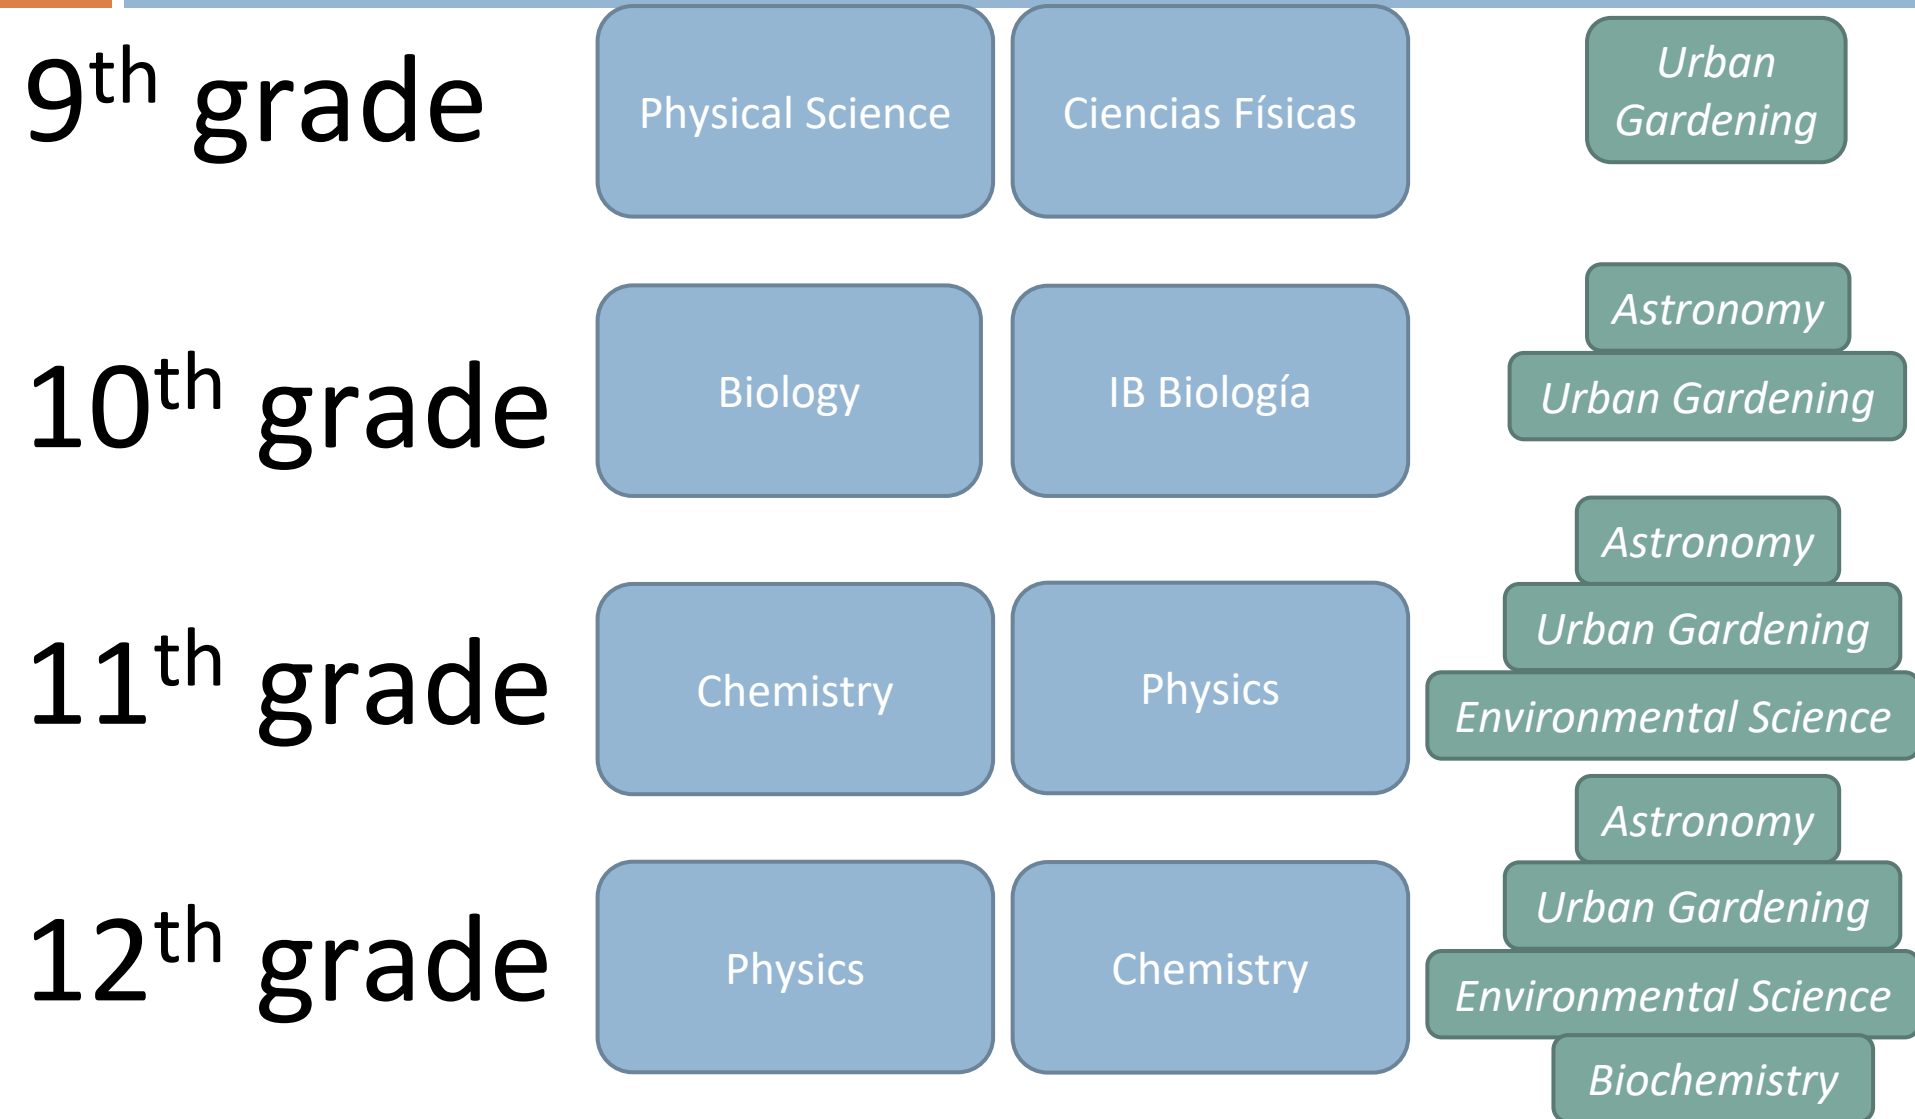 9th grade
Physical Science
Ciencias Físicas
Urban
Gardening
10th grade
Biology
IB Biología
Astronomy
Urban Gardening
11th grade
Chemistry
Physics
Astronomy
Urban Gardening
Environmental Science
12th grade
Physics
Chemistry
Astronomy
Urban Gardening
Environmental Science
Biochemistry